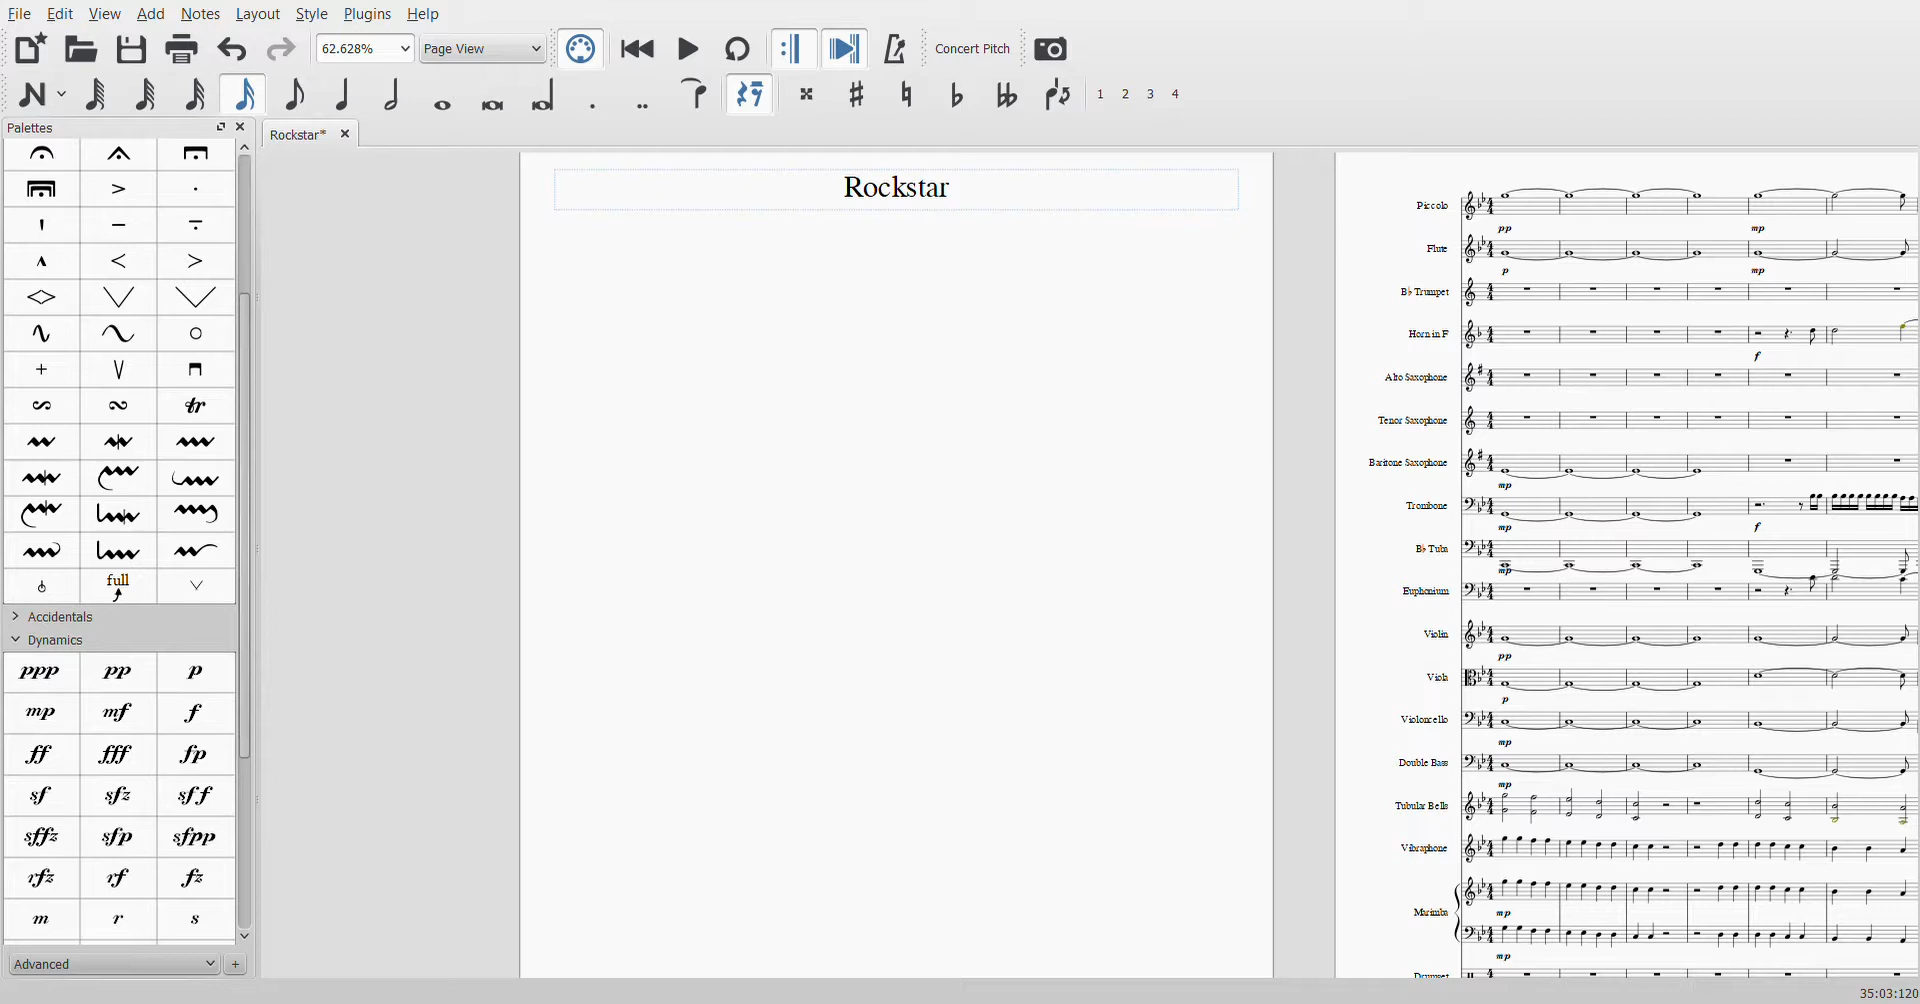 File Edit View Add Notes Layout Style Plugins Help
62.628% Page View Concert Pitch
1 2 3 4
Palettes
Rockstar*
Rockstar
full
Accidentals
Dynamics
ppp pp p
mp mf f
ff fff fp
sf sfz sff
sffz sfp sfpp
rfz rf fz
m r s
Advanced
Piccolo
pp mp
Flute
p mp
B♭ Trumpet
Horn in F
f
Alto Saxophone
Tenor Saxophone
Baritone Saxophone
mp
Trombone
mp f
B♭ Tuba
mp
Euphonium
Violin
pp
Viola
p
Violoncello
mp
Double Bass
mp
Tubular Bells
Vibraphone
Marimba
mp
mp
Drumset
35:03:120